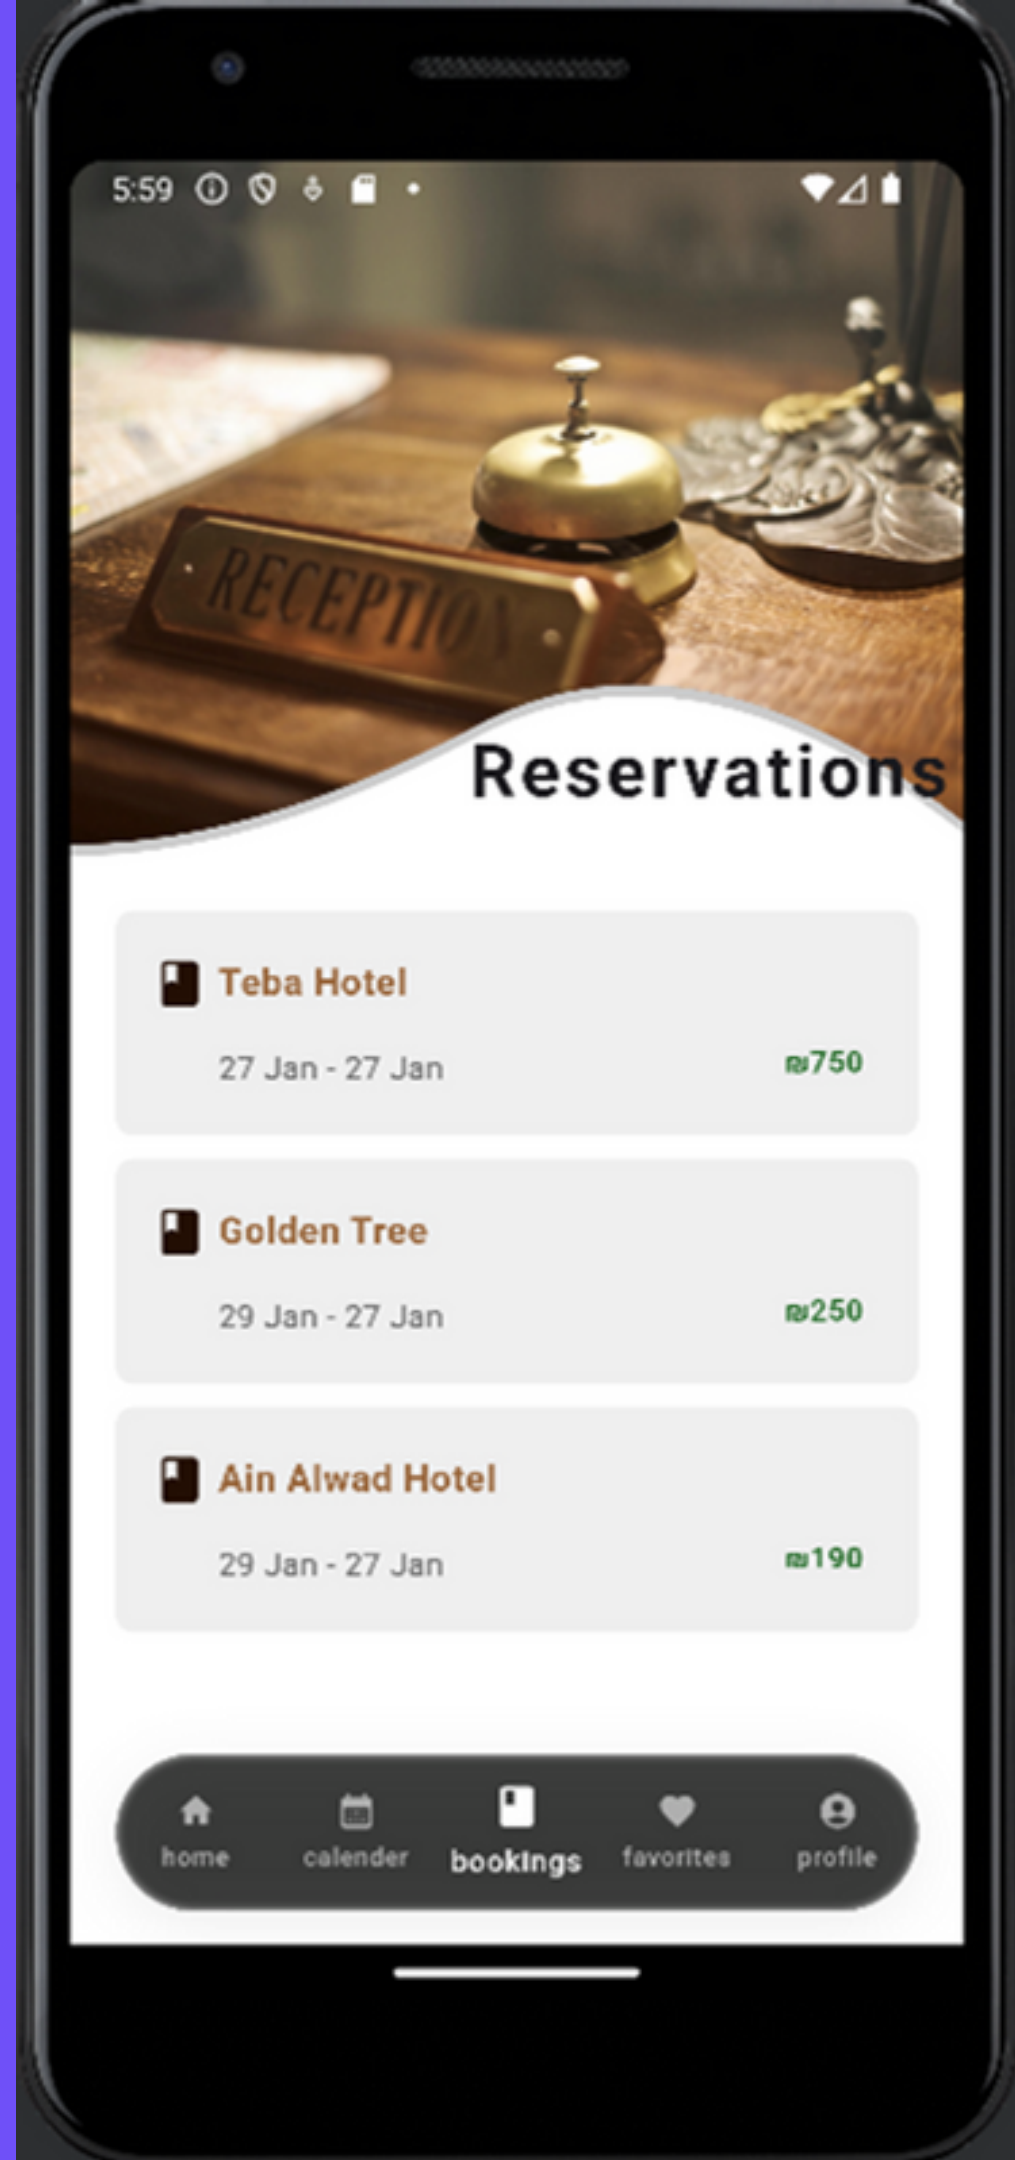 5:59
RECEPTION
Reservations
Teba Hotel
27 Jan - 27 Jan
₪750
Golden Tree
29 Jan - 27 Jan
₪250
Ain Alwad Hotel
29 Jan - 27 Jan
₪190
home calender bookings favorites profile